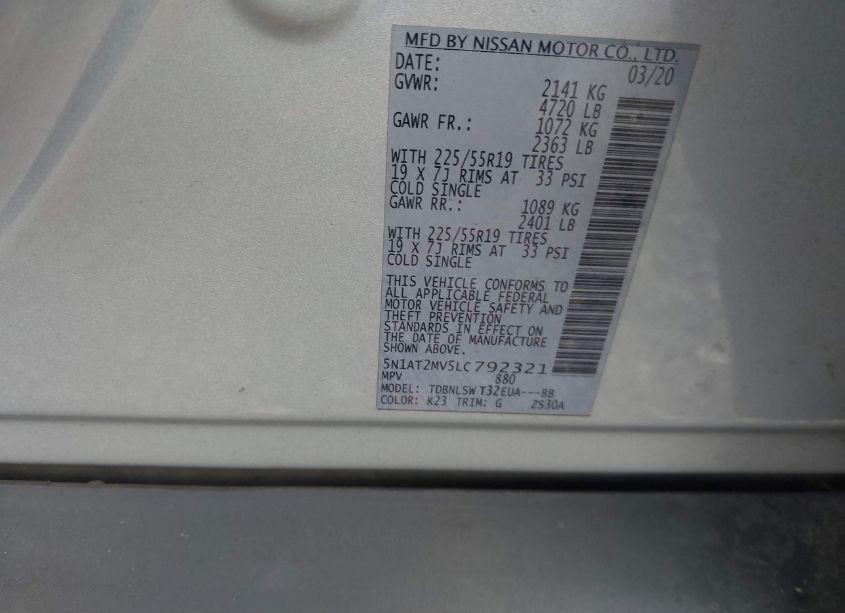 MFD BY NISSAN MOTOR CO., LTD.
DATE: 03/20
GVWR: 2141 KG
4720 LB
GAWR FR.: 1072 KG
2363 LB
WITH 225/55R19 TIRES
19 X 7J RIMS AT 33 PSI
COLD SINGLE
GAWR RR.: 1089 KG
2401 LB
WITH 225/55R19 TIRES
19 X 7J RIMS AT 33 PSI
COLD SINGLE
THIS VEHICLE CONFORMS TO
ALL APPLICABLE FEDERAL
MOTOR VEHICLE SAFETY AND
THEFT PREVENTION
STANDARDS IN EFFECT ON
THE DATE OF MANUFACTURE
SHOWN ABOVE.
5N1AT2MV5LC792321
MPV 880
MODEL: TDBNLSWT32EUA---BB
COLOR: K23 TRIM: G ZS30A